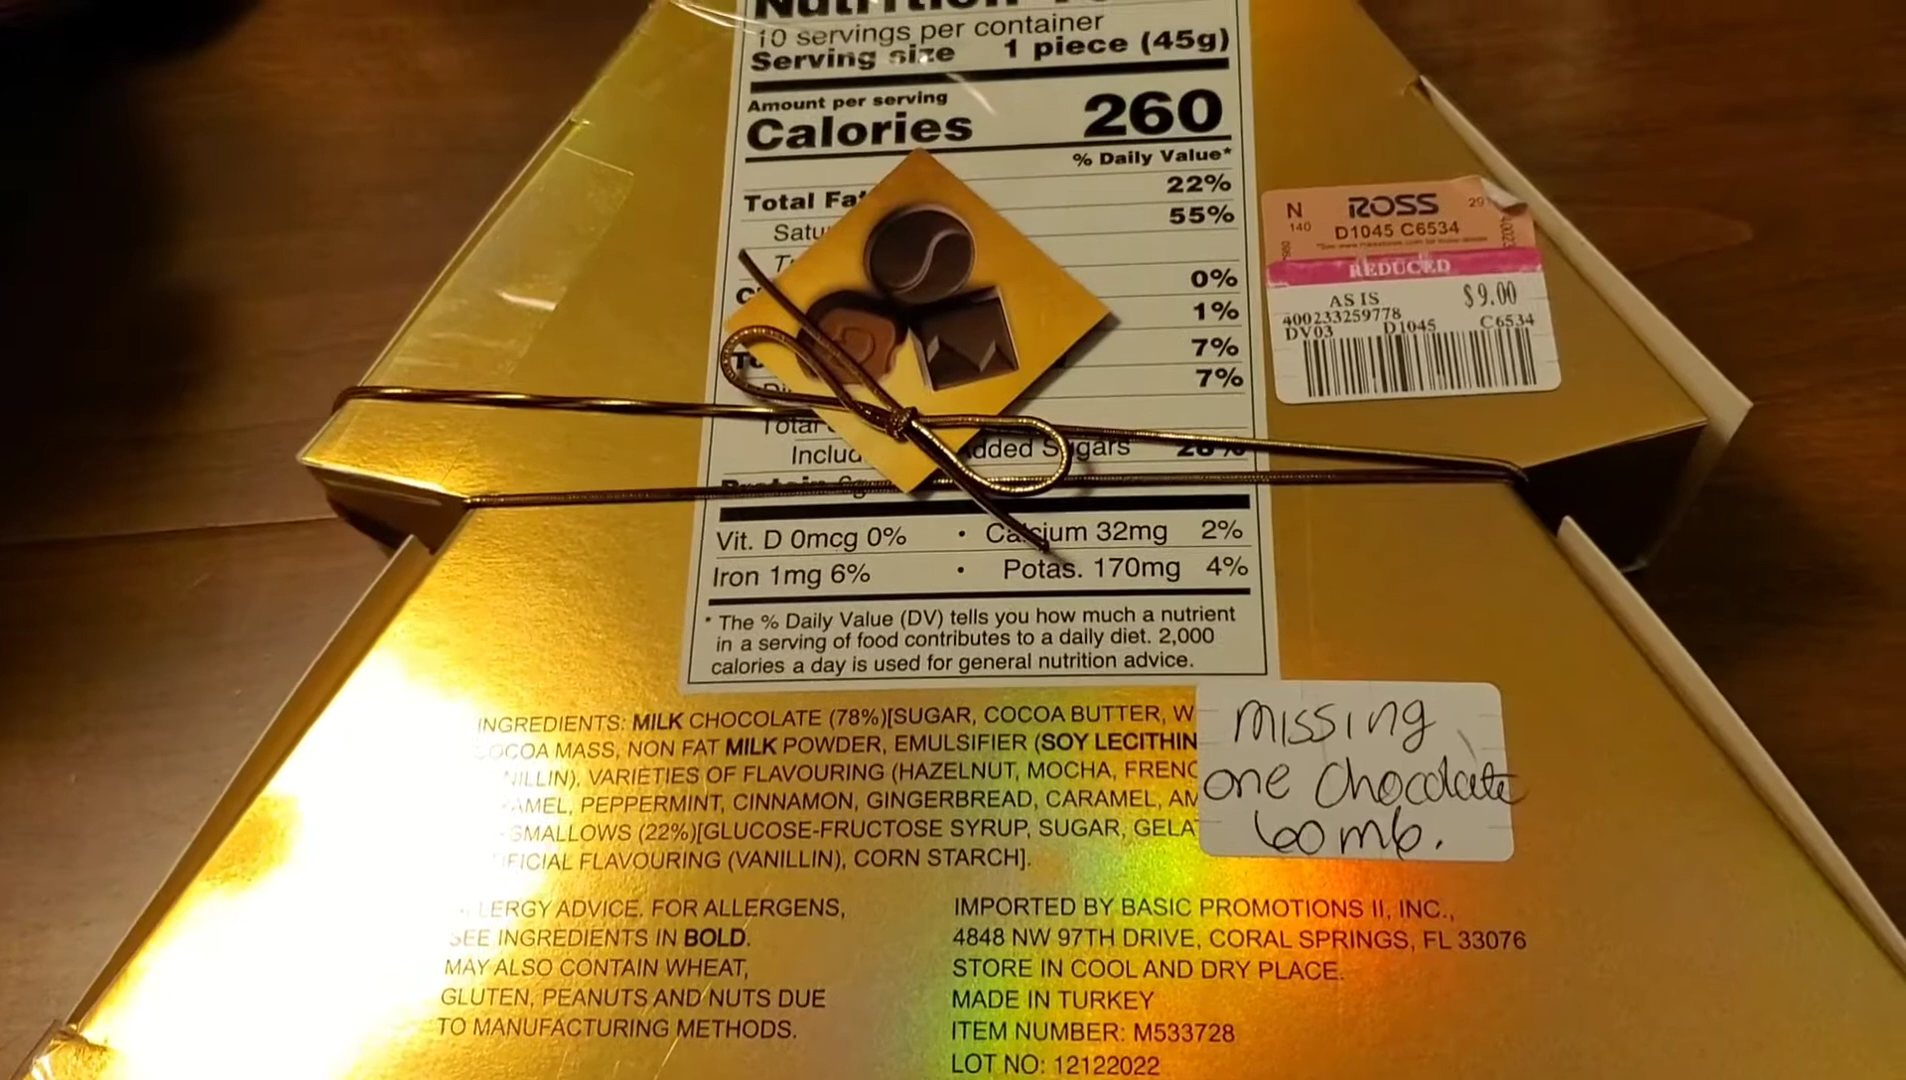 10 servings per container
Serving size 1 piece (45g)
Amount per serving
Calories 260
% Daily Value*
Total Fat 22%
55%
0%
1%
7%
7%
Added Sugars
Vit. D 0mcg 0% • Calcium 32mg 2%
Iron 1mg 6% • Potas. 170mg 4%
* The % Daily Value (DV) tells you how much a nutrient
in a serving of food contributes to a daily diet. 2,000
calories a day is used for general nutrition advice.
N ROSS
140 D1045 C6534
REDUCED
AS IS $9.00
400233259778
DV03 D1045 C6534
INGREDIENTS: MILK CHOCOLATE (78%)[SUGAR, COCOA BUTTER,
COCOA MASS, NON FAT MILK POWDER, EMULSIFIER (SOY LECITHIN
VARIETIES OF FLAVOURING (HAZELNUT, MOCHA,
PEPPERMINT, CINNAMON, GINGERBREAD, CARAMEL,
(22%)[GLUCOSE-FRUCTOSE SYRUP, SUGAR,
FLAVOURING (VANILLIN), CORN STARCH].
missing
one chocolate
bomb.
ALLERGY ADVICE. FOR ALLERGENS,
SEE INGREDIENTS IN BOLD.
MAY ALSO CONTAIN WHEAT,
GLUTEN, PEANUTS AND NUTS DUE
TO MANUFACTURING METHODS.
IMPORTED BY BASIC PROMOTIONS II, INC.,
4848 NW 97TH DRIVE, CORAL SPRINGS, FL 33076
STORE IN COOL AND DRY PLACE.
MADE IN TURKEY
ITEM NUMBER: M533728
LOT NO: 12122022